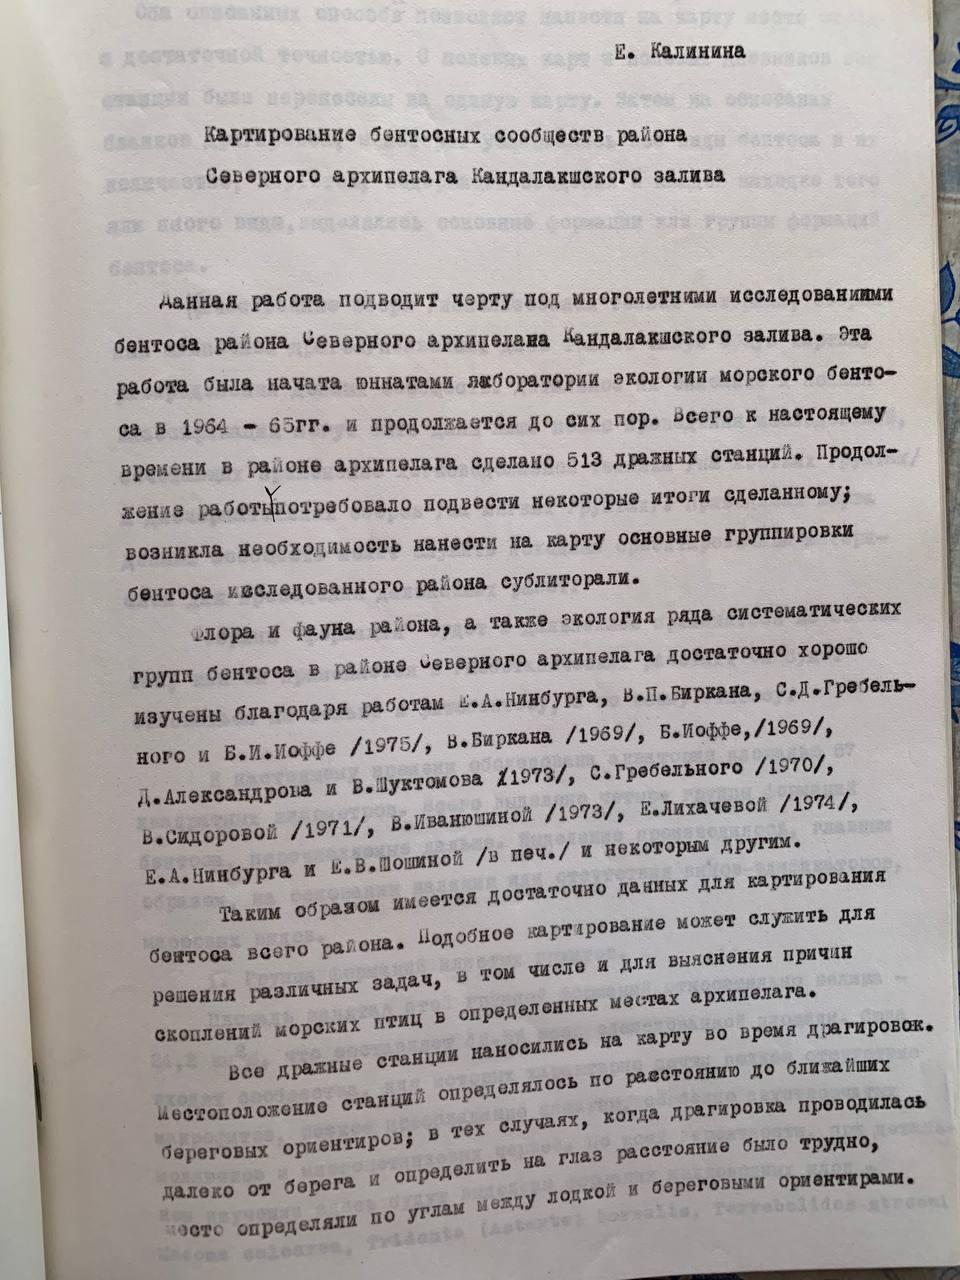 Е. Калинина
Картирование бентосных сообществ района
Северного архипелага Кандалакшского залива
Данная работа подводит черту под многолетними исследованиями
бентоса района Северного архипелана Кандалакшского залива. Эта
работа была начата юннатами лаборатории экологии морского бенто-
са в 1964 - 65гг. и продолжается до сих пор. Всего к настоящему
времени в районе архипелага сделано 513 дражных станций. Продол-
жение работы потребовало подвести некоторые итоги сделанному;
возникла необходимость нанести на карту основные группировки
бентоса исследованного района сублиторали.
Флора и фауна района, а также экология ряда систематических
групп бентоса в районе Северного архипелага достаточно хорошо
изучены благодаря работам Е.А.Нинбурга, В.П.Биркана, С.Д.Гребель-
ного и Б.И.Иоффе /1975/, В.Биркана /1969/, Б.Иоффе,/1969/,
Д.Александрова и В.Шуктомова /1973/, С.Гребельного /1970/,
В.Сидоровой /1971/, В.Иванюшиной /1973/, Е.Лихачевой /1974/,
Е.А.Нинбурга и Е.В.Шошиной /в печ./ и некоторым другим.
Таким образом имеется достаточно данных для картирования
бентоса всего района. Подобное картирование может служить для
решения различных задач, в том числе и для выяснения причин
скоплений морских птиц в определенных местах архипелага.
Все дражные станции наносились на карту во время драгировок.
Местоположение станций определялось по расстоянию до ближайших
береговых ориентиров; в тех случаях, когда драгировка проводилась
далеко от берега и определить на глаз расстояние было трудно,
место определяли по углам между лодкой и береговыми ориентирами.